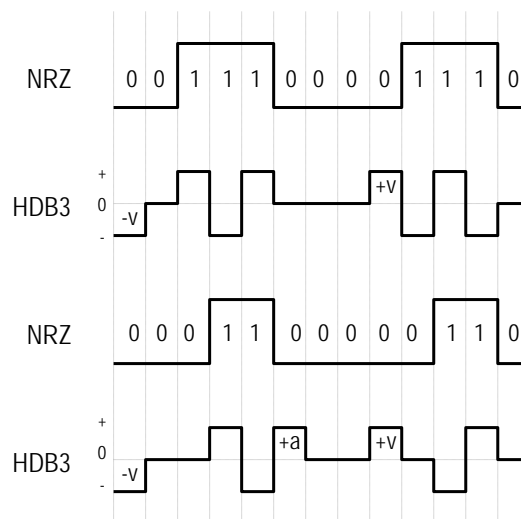 NRZ 0 0 1 1 1 0 0 0 0 1 1 1 0
+
HDB3 0 +v
-v
-
NRZ 0 0 0 1 1 0 0 0 0 0 1 1 0
+
+a +v
HDB3 0
-v
-